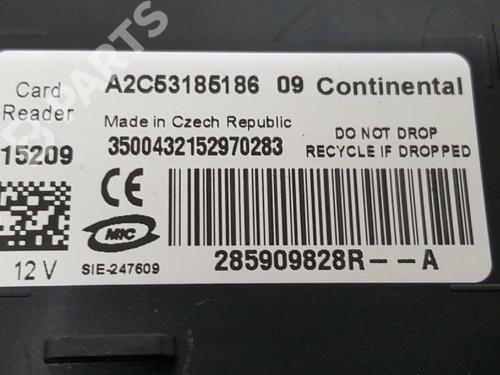 Card
Reader
A2C53185186 09 Continental
Made in Czech Republic
15209
3500432152970283
DO NOT DROP
RECYCLE IF DROPPED
CE
MIC
12 V
SIE-247609
285909828R--A
B-PARTS